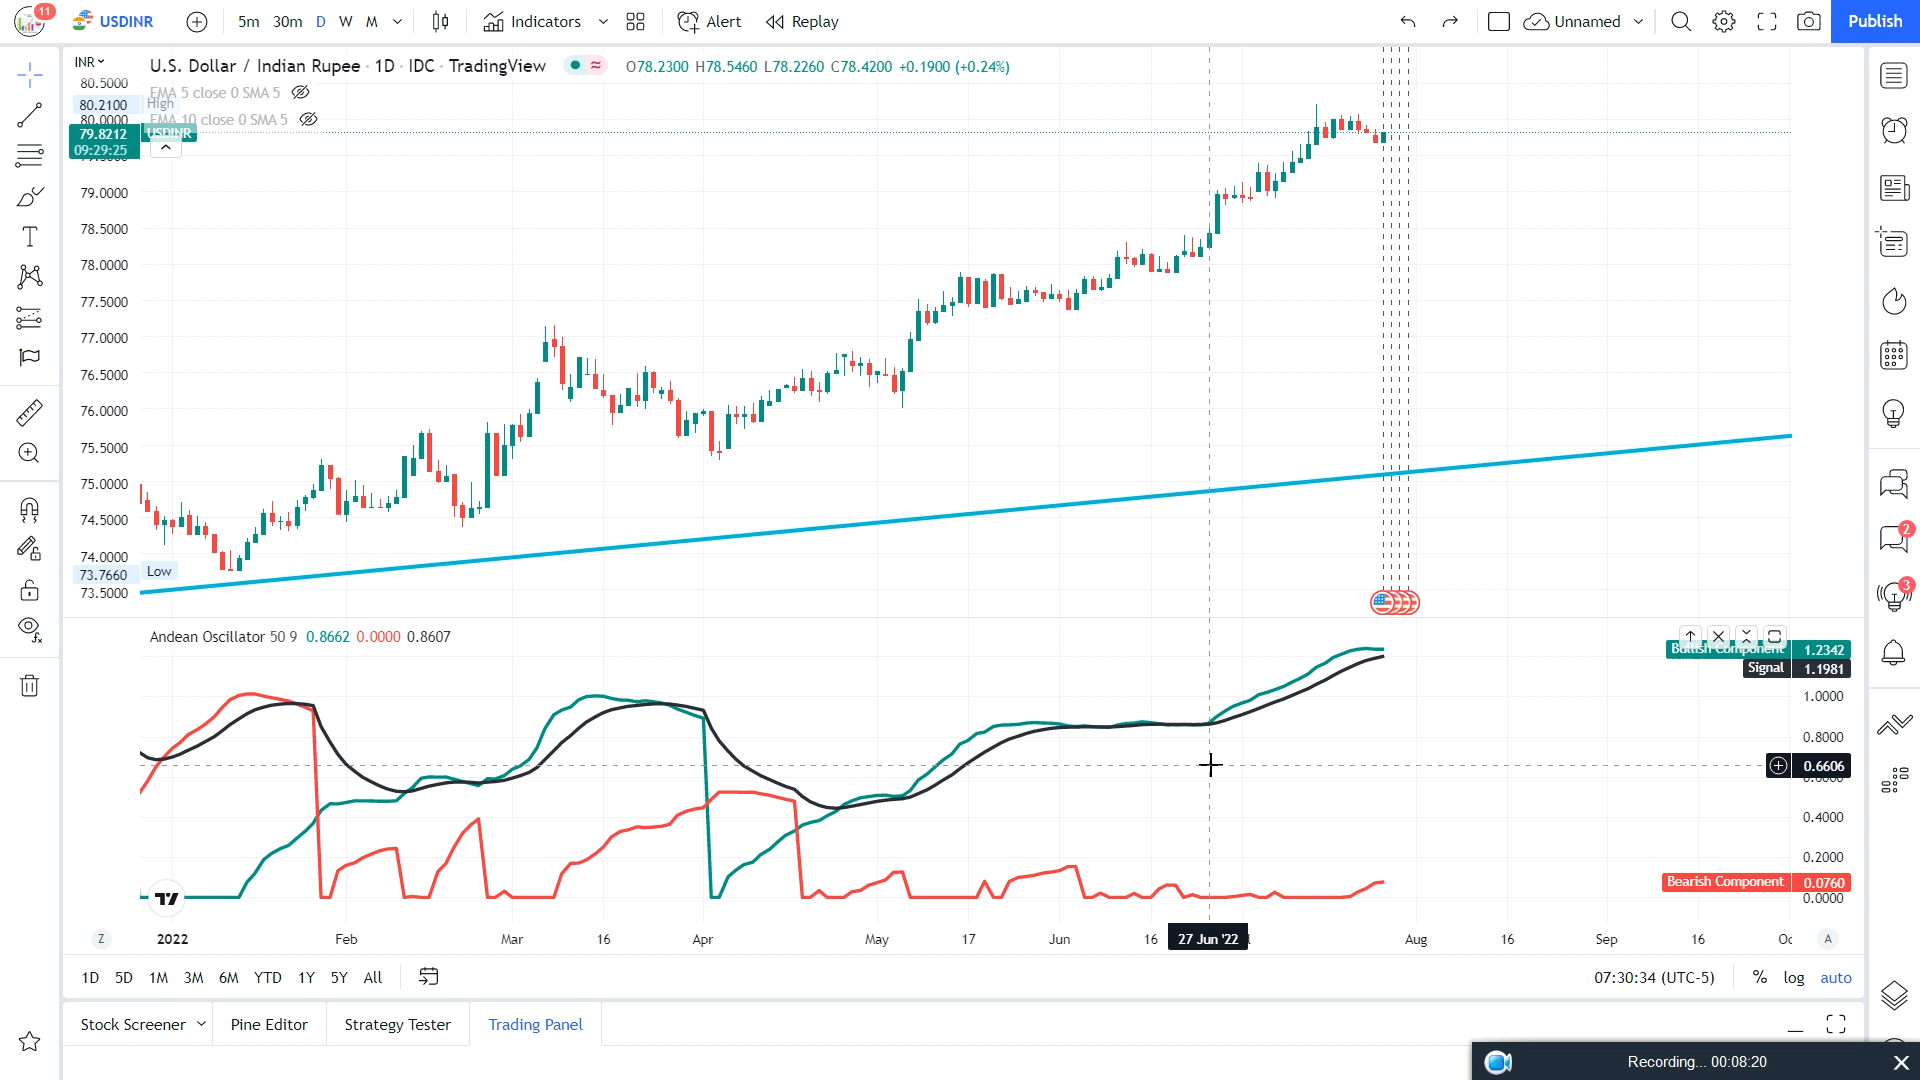 11
USDINR
5m 30m D W M
Indicators
Alert
Replay
Unnamed
Publish
INR
U.S. Dollar / Indian Rupee · 1D · IDC · TradingView
O78.2300 H78.5460 L78.2260 C78.4200 +0.1900 (+0.24%)
EMA 5 close 0 SMA 5
EMA 10 close 0 SMA 5
80.5000
80.2100 High
80.0000
79.8212 USDINR
09:29:25
79.0000
78.5000
78.0000
77.5000
77.0000
76.5000
76.0000
75.5000
75.0000
74.5000
74.0000
73.7660 Low
73.5000
Andean Oscillator 50 9 0.8662 0.0000 0.8607
Bullish Component 1.2342
Signal 1.1981
1.0000
0.8000
0.6606
0.6000
0.4000
0.2000
Bearish Component 0.0760
0.0000
Z 2022 Feb Mar 16 Apr May 17 Jun 16 27 Jun '22 Aug 16 Sep 16 A
1D 5D 1M 3M 6M YTD 1Y 5Y All
07:30:34 (UTC-5) % log auto
Stock Screener
Pine Editor
Strategy Tester
Trading Panel
2
3
Recording... 00:08:20